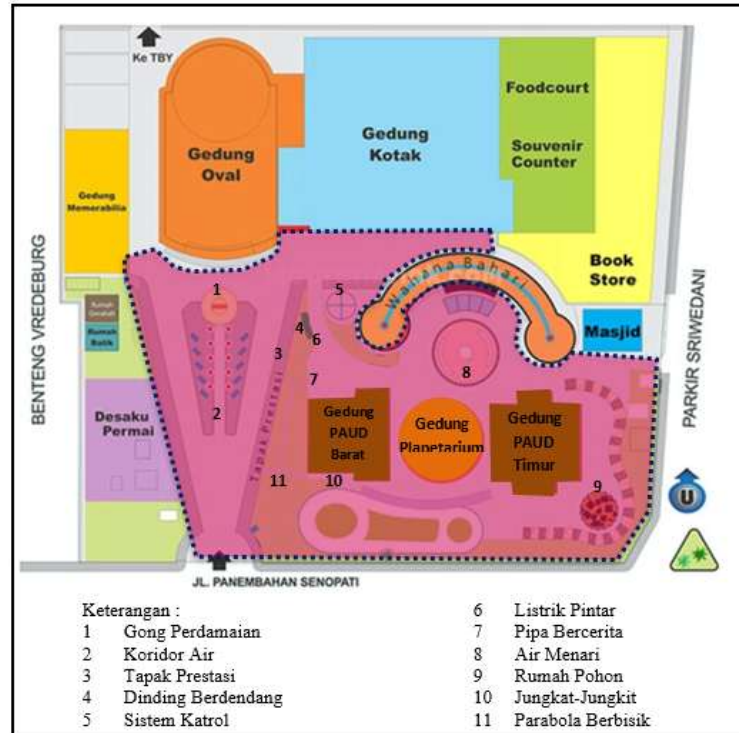 Ke TBY
Gedung
Oval
Gedung
Kotak
Foodcourt
Souvenir
Counter
Gedung
Memorabilia
BENTENG VREDEBURG
Wahana Bahari
Book
Store
Masjid
PARKIR SRIWEDANI
Rumah
Rumah
Batik
Desaku
Permai
1
2
3
4
5
6
7
8
9
10
11
Tapak Prestasi
Gedung
PAUD
Barat
Gedung
Planetarium
Gedung
PAUD
Timur
U
JL. PANEMBAHAN SENOPATI
Keterangan :
1 Gong Perdamaian
2 Koridor Air
3 Tapak Prestasi
4 Dinding Berdendang
5 Sistem Katrol
6 Listrik Pintar
7 Pipa Bercerita
8 Air Menari
9 Rumah Pohon
10 Jungkat-Jungkit
11 Parabola Berbisik